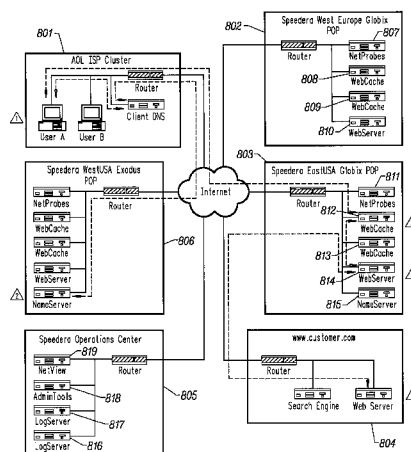 801
AOL ISP Cluster
Router
Client DNS
User A
User B
802
Speedera West Europe Globix
POP
807
Router
NetProbes
808
WebCache
809
WebCache
810
WebServer
Internet
Speedera WestUSA Exodus
POP
NetProbes
Router
WebCache
WebCache
806
WebServer
NameServer
803
Speedera EastUSA Globix POP
811
Router
NetProbes
812
WebCache
813
WebCache
814
WebServer
815
NameServer
Speedera Operations Center
819
NetView
Router
AdminTools
818
805
LogServer
817
LogServer
816
www.customer.com
Router
Search Engine
Web Server
804